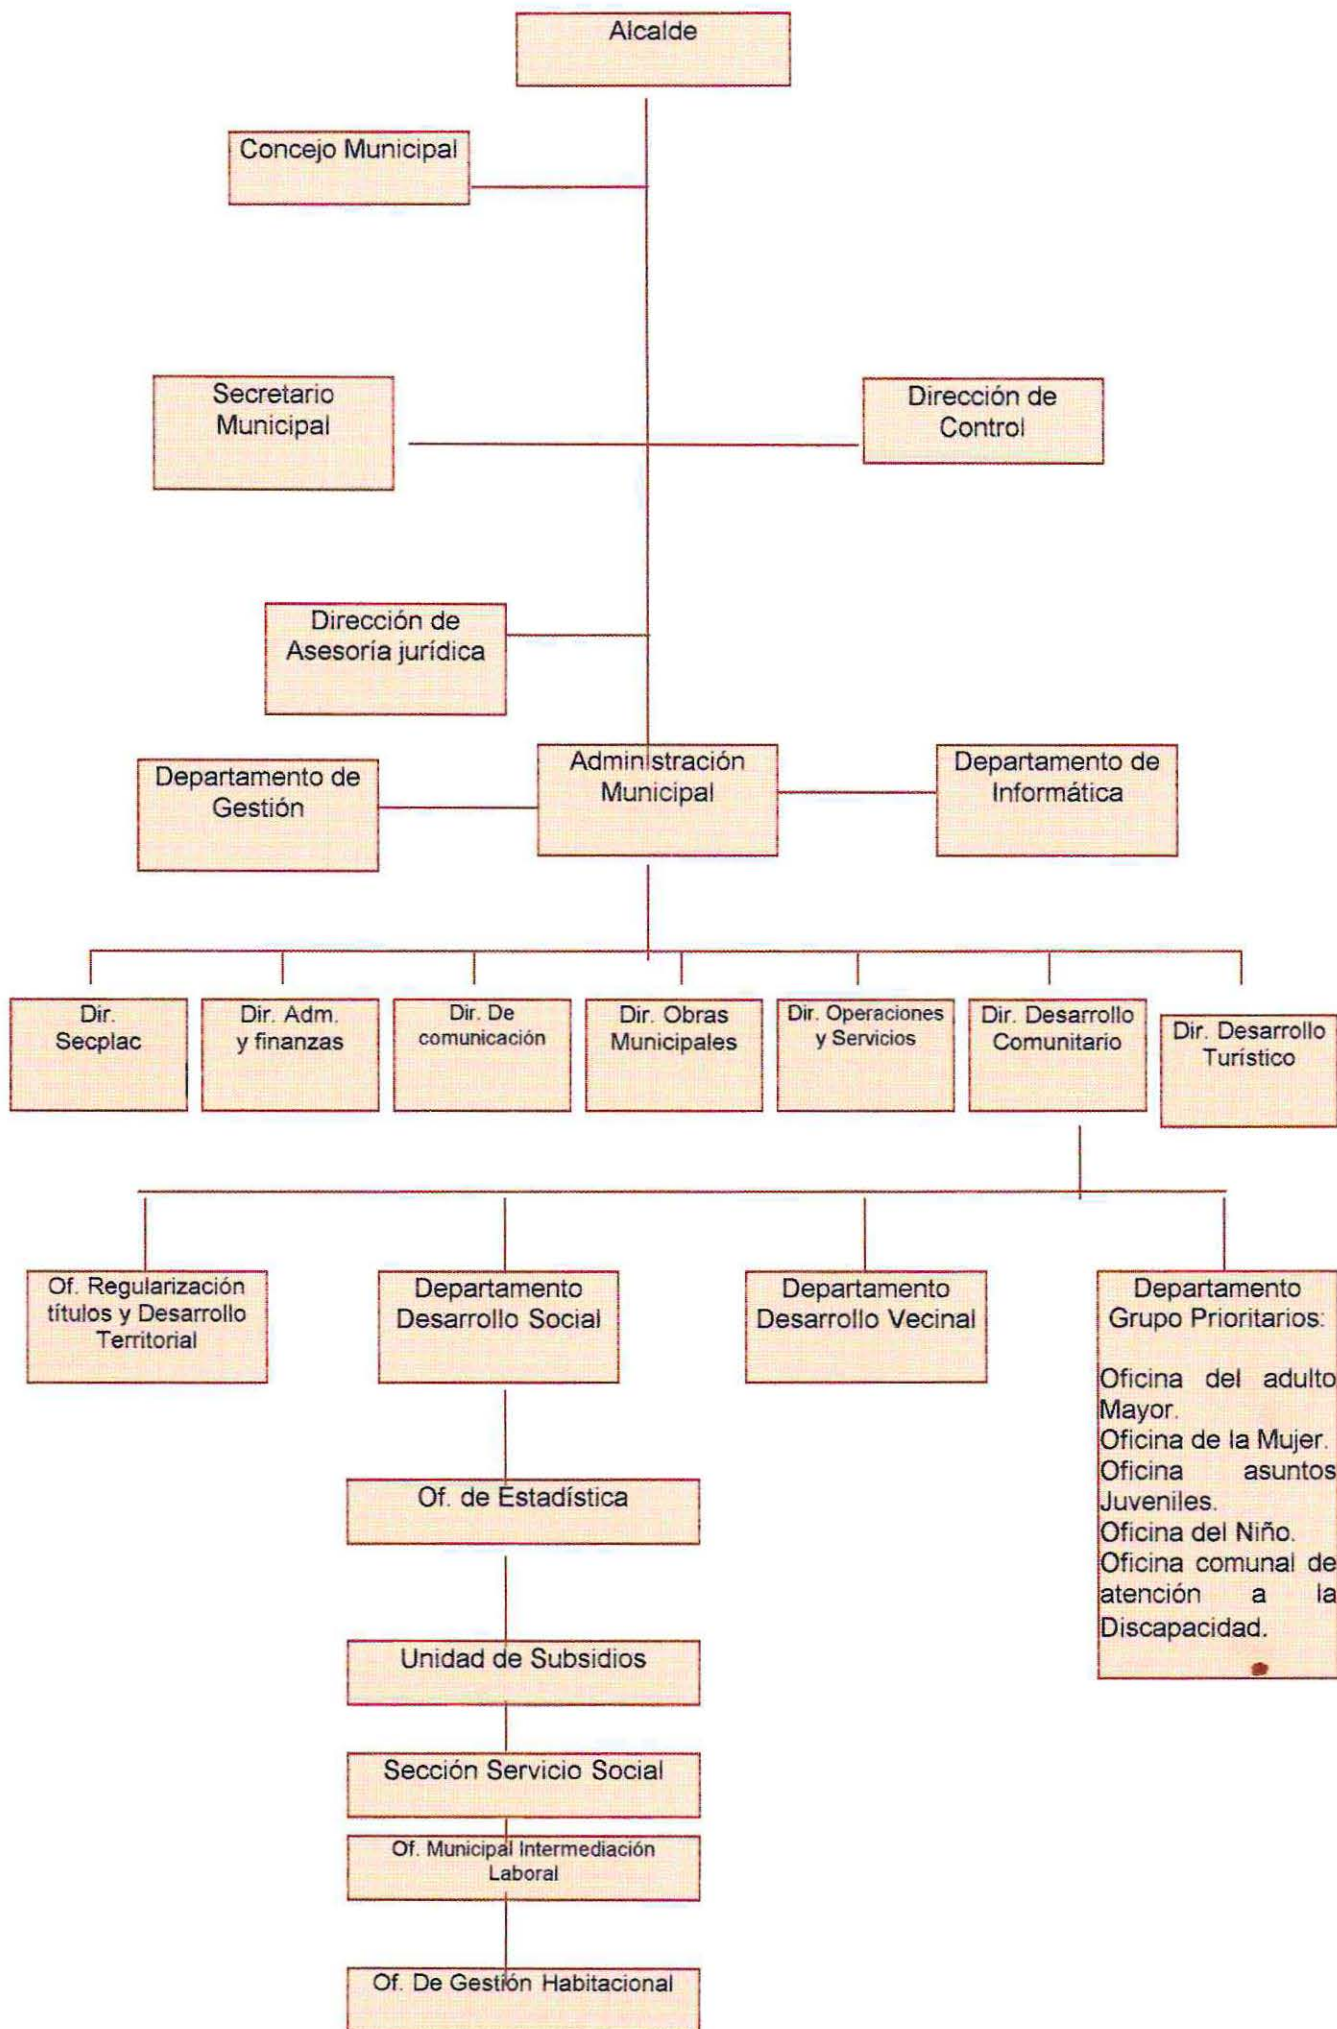 Alcalde
Concejo Municipal
Secretario
Municipal
Dirección de
Control
Dirección de
Asesoría jurídica
Departamento de
Gestión
Administración
Municipal
Departamento de
Informática
Dir.
Secplac
Dir. Adm.
y finanzas
Dir. De
comunicación
Dir. Obras
Municipales
Dir. Operaciones
y Servicios
Dir. Desarrollo
Comunitario
Dir. Desarrollo
Turístico
Of. Regularización
títulos y Desarrollo
Territorial
Departamento
Desarrollo Social
Departamento
Desarrollo Vecinal
Departamento
Grupo Prioritarios:
Oficina del adulto
Mayor.
Oficina de la Mujer.
Oficina asuntos
Juveniles.
Oficina del Niño.
Oficina comunal de
atención a la
Discapacidad.
Of. de Estadística
Unidad de Subsidios
Sección Servicio Social
Of. Municipal Intermediación
Laboral
Of. De Gestión Habitacional